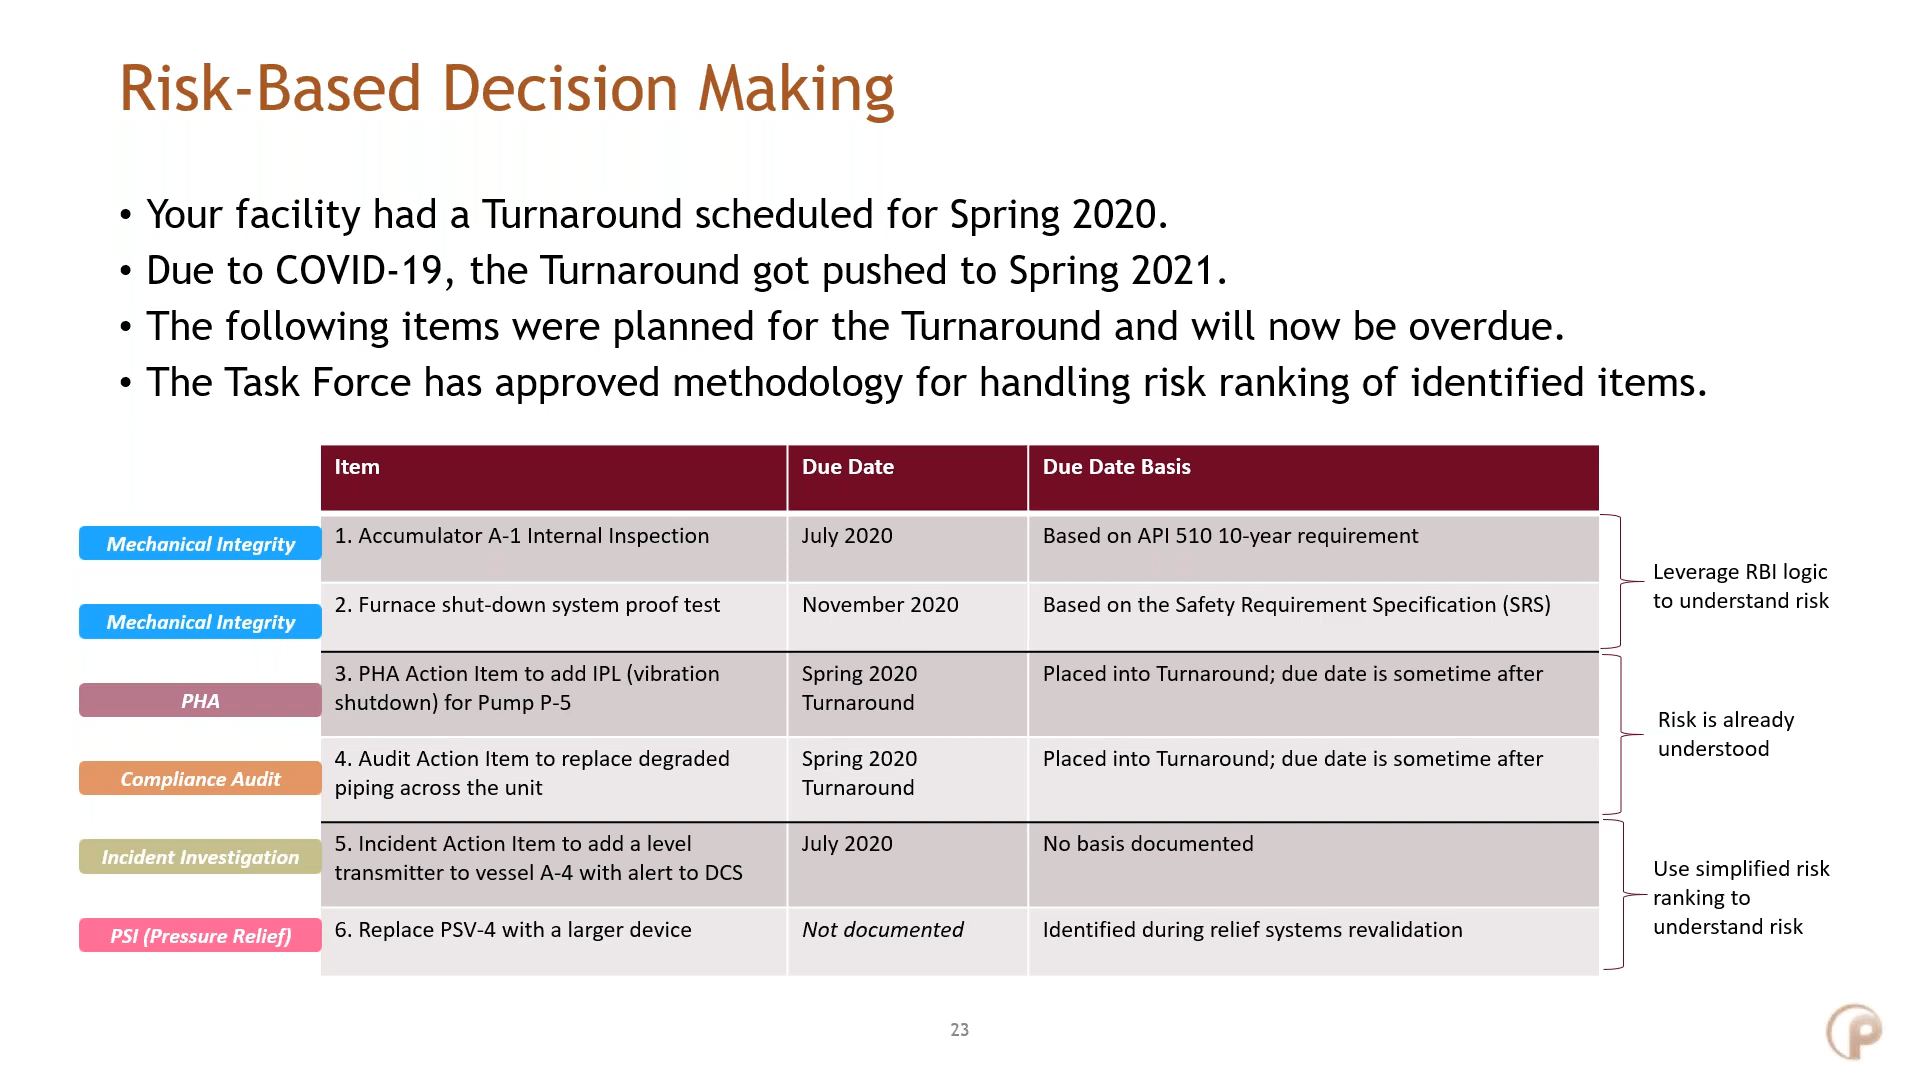 Risk-Based Decision Making
• Your facility had a Turnaround scheduled for Spring 2020.
• Due to COVID-19, the Turnaround got pushed to Spring 2021.
• The following items were planned for the Turnaround and will now be overdue.
• The Task Force has approved methodology for handling risk ranking of identified items.
Item
Due Date
Due Date Basis
Mechanical Integrity
1. Accumulator A-1 Internal Inspection
July 2020
Based on API 510 10-year requirement
Mechanical Integrity
2. Furnace shut-down system proof test
November 2020
Based on the Safety Requirement Specification (SRS)
Leverage RBI logic
to understand risk
PHA
3. PHA Action Item to add IPL (vibration
shutdown) for Pump P-5
Spring 2020
Turnaround
Placed into Turnaround; due date is sometime after
Compliance Audit
4. Audit Action Item to replace degraded
piping across the unit
Spring 2020
Turnaround
Placed into Turnaround; due date is sometime after
Risk is already
understood
Incident Investigation
5. Incident Action Item to add a level
transmitter to vessel A-4 with alert to DCS
July 2020
No basis documented
PSI (Pressure Relief)
6. Replace PSV-4 with a larger device
Not documented
Identified during relief systems revalidation
Use simplified risk
ranking to
understand risk
23
P